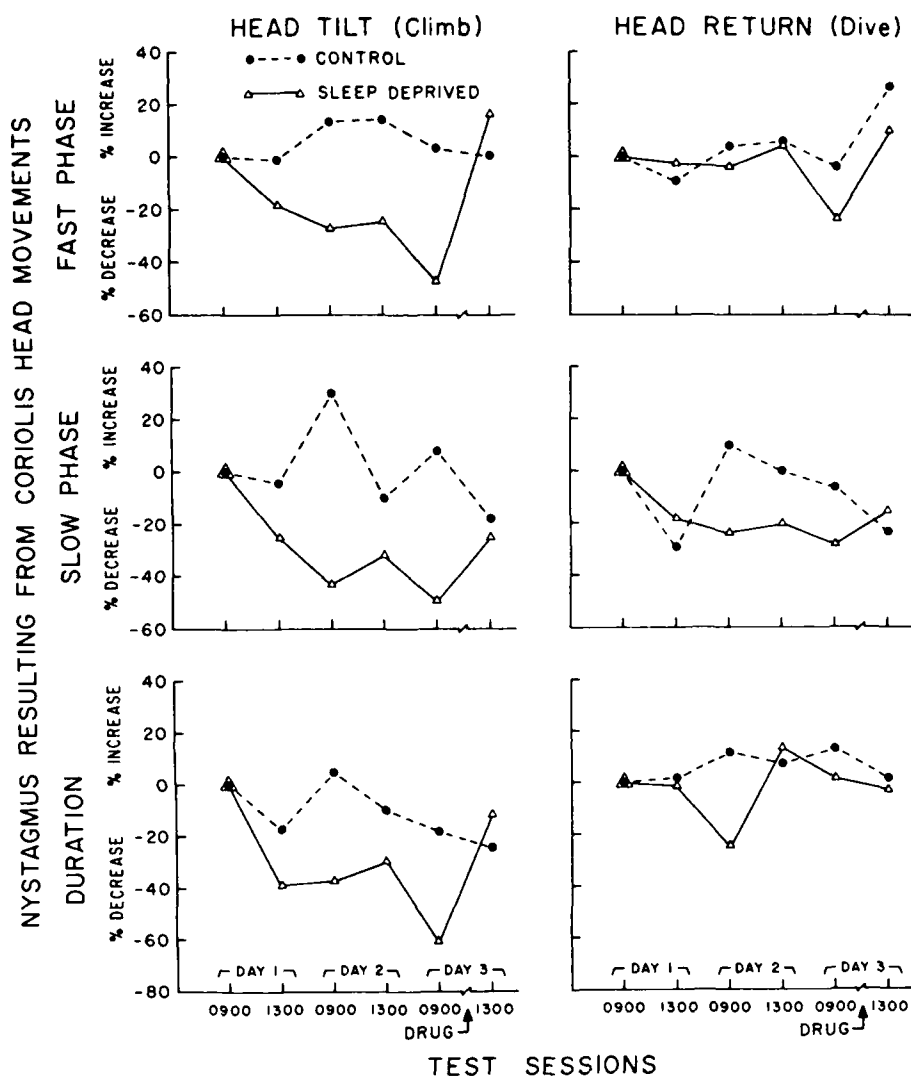 HEAD TILT (Climb)
HEAD RETURN (Dive)
CONTROL
SLEEP DEPRIVED
NYSTAGMUS RESULTING FROM CORIOLIS HEAD MOVEMENTS
FAST PHASE
% INCREASE
% DECREASE
40
20
0
-20
-40
-60
SLOW PHASE
% INCREASE
% DECREASE
40
20
0
-20
-40
-60
DURATION
% INCREASE
% DECREASE
40
20
0
-20
-40
-60
-80
DAY 1
DAY 2
DAY 3
DAY 1
DAY 2
DAY 3
0900 1300 0900 1300 0900 1300
0900 1300 0900 1300 0900 1300
DRUG
DRUG
TEST SESSIONS